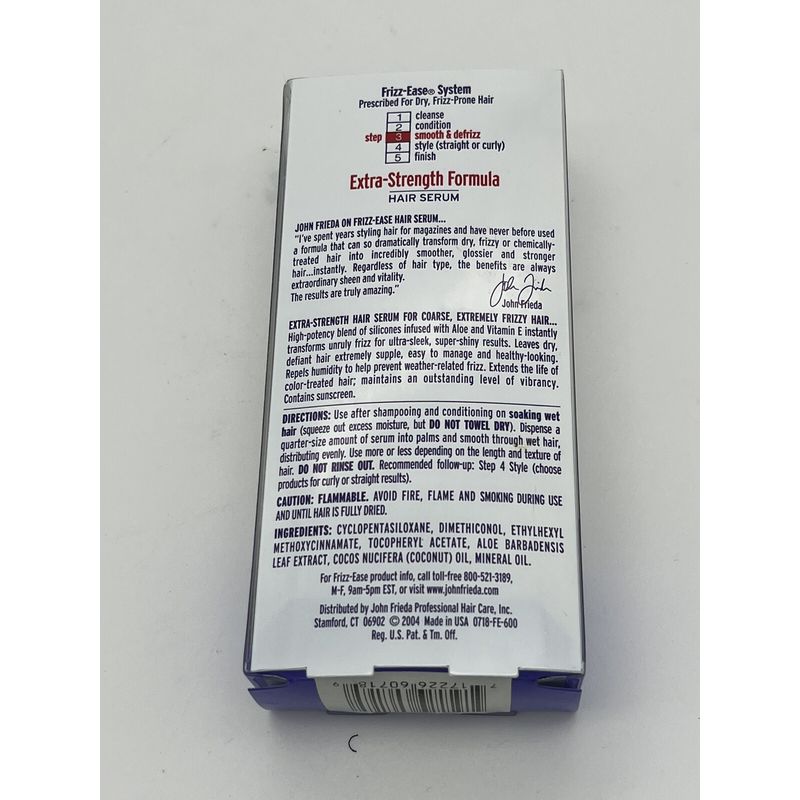 Frizz-Ease® System
Prescribed For Dry, Frizz-Prone Hair
1 cleanse
2 condition
step 3 smooth & defrizz
4 style (straight or curly)
5 finish
Extra-Strength Formula
HAIR SERUM
JOHN FRIEDA ON FRIZZ-EASE HAIR SERUM...
"I've spent years styling hair for magazines and have never before used
a formula that can so dramatically transform dry, frizzy or chemically-
treated hair into incredibly smoother, glossier and stronger
hair...instantly. Regardless of hair type, the benefits are always
extraordinary sheen and vitality.
The results are truly amazing."
John Frieda
John Frieda
EXTRA-STRENGTH HAIR SERUM FOR COARSE, EXTREMELY FRIZZY HAIR...
High-potency blend of silicones infused with Aloe and Vitamin E instantly
transforms unruly frizz for ultra-sleek, super-shiny results. Leaves dry,
defiant hair extremely supple, easy to manage and healthy-looking.
Repels humidity to help prevent weather-related frizz. Extends the life of
color-treated hair; maintains an outstanding level of vibrancy.
Contains sunscreen.
DIRECTIONS: Use after shampooing and conditioning on soaking wet
hair (squeeze out excess moisture, but DO NOT TOWEL DRY). Dispense a
quarter-size amount of serum into palms and smooth through wet hair,
distributing evenly. Use more or less depending on the length and texture of
hair. DO NOT RINSE OUT. Recommended follow-up: Step 4 Style (choose
products for curly or straight results).
CAUTION: FLAMMABLE. AVOID FIRE, FLAME AND SMOKING DURING USE
AND UNTIL HAIR IS FULLY DRIED.
INGREDIENTS: CYCLOPENTASILOXANE, DIMETHICONOL, ETHYLHEXYL
METHOXYCINNAMATE, TOCOPHERYL ACETATE, ALOE BARBADENSIS
LEAF EXTRACT, COCOS NUCIFERA (COCONUT) OIL, MINERAL OIL.
For Frizz-Ease product info, call toll-free 800-521-3189,
M-F, 9am-5pm EST, or visit www.johnfrieda.com
Distributed by John Frieda Professional Hair Care, Inc.
Stamford, CT 06902 © 2004 Made in USA 0718-FE-600
Reg. U.S. Pat. & Tm. Off.
7 17226 60718 9